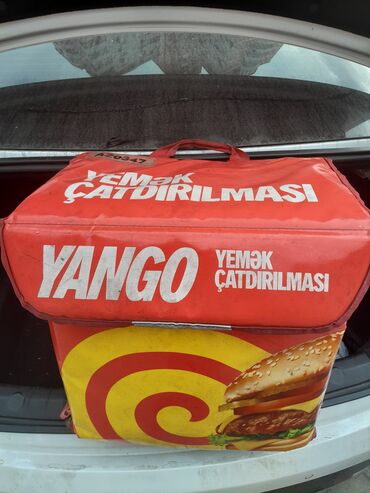 YEMƏK
ÇATDIRILMASI
YANGO
YEMƏK
ÇATDIRILMASI